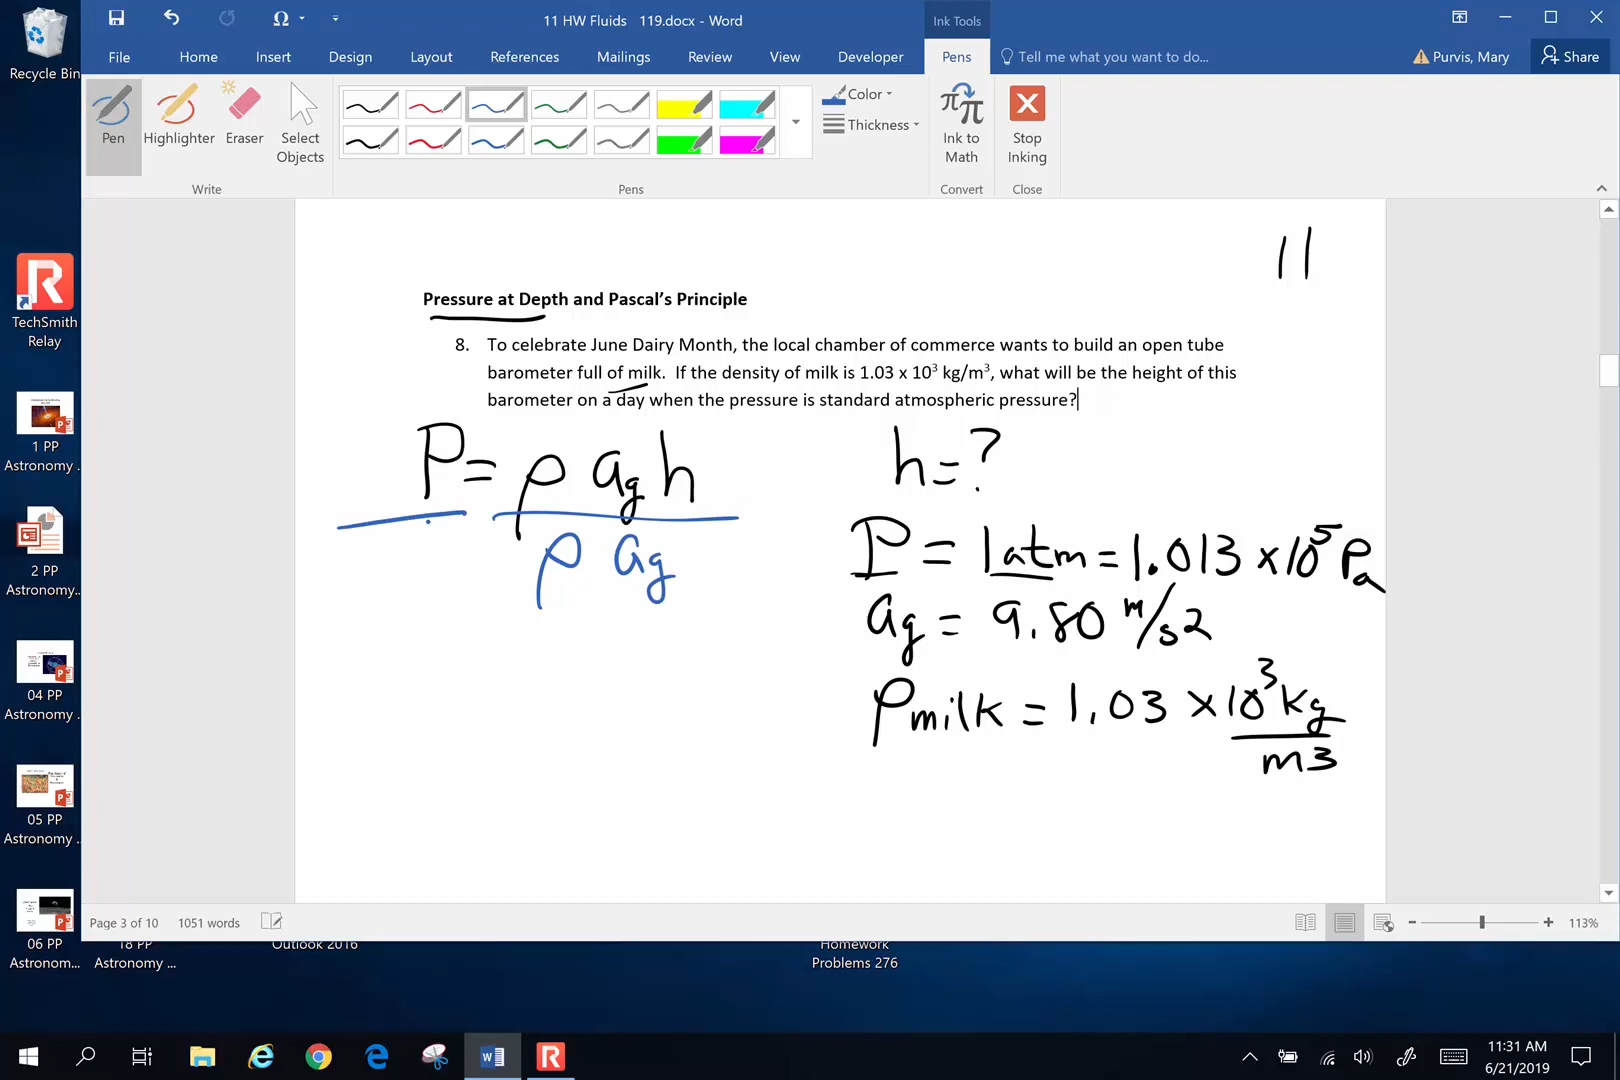 Recycle Bin
11 HW Fluids   119.docx - Word
Ink Tools
File
Home
Insert
Design
Layout
References
Mailings
Review
View
Developer
Pens
Tell me what you want to do...
Purvis, Mary
Share
Pen
Highlighter
Eraser
Select Objects
Color
Thickness
Ink to Math
Stop Inking
Write
Pens
Convert
Close
11
Pressure at Depth and Pascal's Principle
8. To celebrate June Dairy Month, the local chamber of commerce wants to build an open tube
barometer full of milk.  If the density of milk is 1.03 x 10³ kg/m³, what will be the height of this
barometer on a day when the pressure is standard atmospheric pressure?
P = ρ ag h
ρ ag
h = ?
P = 1atm = 1.013 x 10⁵ Pa
ag = 9.80 m/s2
ρmilk = 1.03 x 10³ kg
m3
TechSmith
Relay
1 PP
Astronomy ...
2 PP
Astronomy...
04 PP
Astronomy ...
05 PP
Astronomy ...
06 PP
Astronom...
18 PP
Astronomy ...
Outlook 2016
Homework
Problems 276
Page 3 of 10
1051 words
113%
11:31 AM
6/21/2019